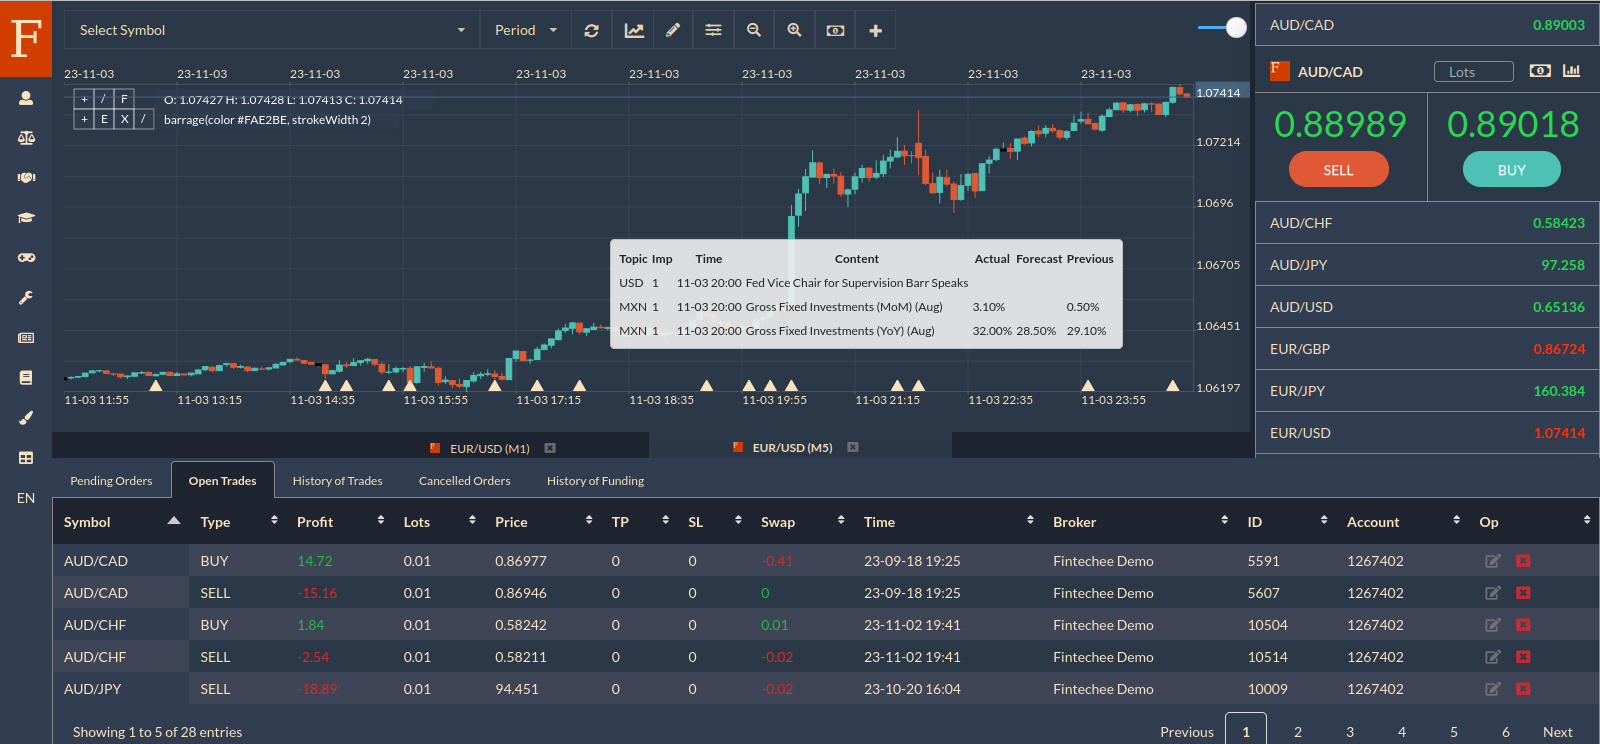 F
EN
Select Symbol
Period
23-11-03 23-11-03 23-11-03 23-11-03 23-11-03 23-11-03 23-11-03 23-11-03 23-11-03 23-11-03
+ / F O: 1.07427 H: 1.07428 L: 1.07413 C: 1.07414
+ E X / barrage(color #FAE2BE, strokeWidth 2)
1.07414
1.07214
1.0696
1.06705
1.06451
1.06197
Topic Imp Time Content Actual Forecast Previous
USD 1 11-03 20:00 Fed Vice Chair for Supervision Barr Speaks
MXN 1 11-03 20:00 Gross Fixed Investments (MoM) (Aug) 3.10% 0.50%
MXN 1 11-03 20:00 Gross Fixed Investments (YoY) (Aug) 32.00% 28.50% 29.10%
11-03 11:55 11-03 13:15 11-03 14:35 11-03 15:55 11-03 17:15 11-03 18:35 11-03 19:55 11-03 21:15 11-03 22:35 11-03 23:55
EUR/USD (M1) EUR/USD (M5)
AUD/CAD 0.89003
F AUD/CAD Lots
0.88989 0.89018
SELL BUY
AUD/CHF 0.58423
AUD/JPY 97.258
AUD/USD 0.65136
EUR/GBP 0.86724
EUR/JPY 160.384
EUR/USD 1.07414
Pending Orders Open Trades History of Trades Cancelled Orders History of Funding
Symbol Type Profit Lots Price TP SL Swap Time Broker ID Account Op
AUD/CAD BUY 14.72 0.01 0.86977 0 0 -0.41 23-09-18 19:25 Fintechee Demo 5591 1267402
AUD/CAD SELL -15.16 0.01 0.86946 0 0 0 23-09-18 19:25 Fintechee Demo 5607 1267402
AUD/CHF BUY 1.84 0.01 0.58242 0 0 0.01 23-11-02 19:41 Fintechee Demo 10504 1267402
AUD/CHF SELL -2.54 0.01 0.58211 0 0 -0.02 23-11-02 19:41 Fintechee Demo 10514 1267402
AUD/JPY SELL -18.89 0.01 94.451 0 0 -0.02 23-10-20 16:04 Fintechee Demo 10009 1267402
Showing 1 to 5 of 28 entries
Previous 1 2 3 4 5 6 Next